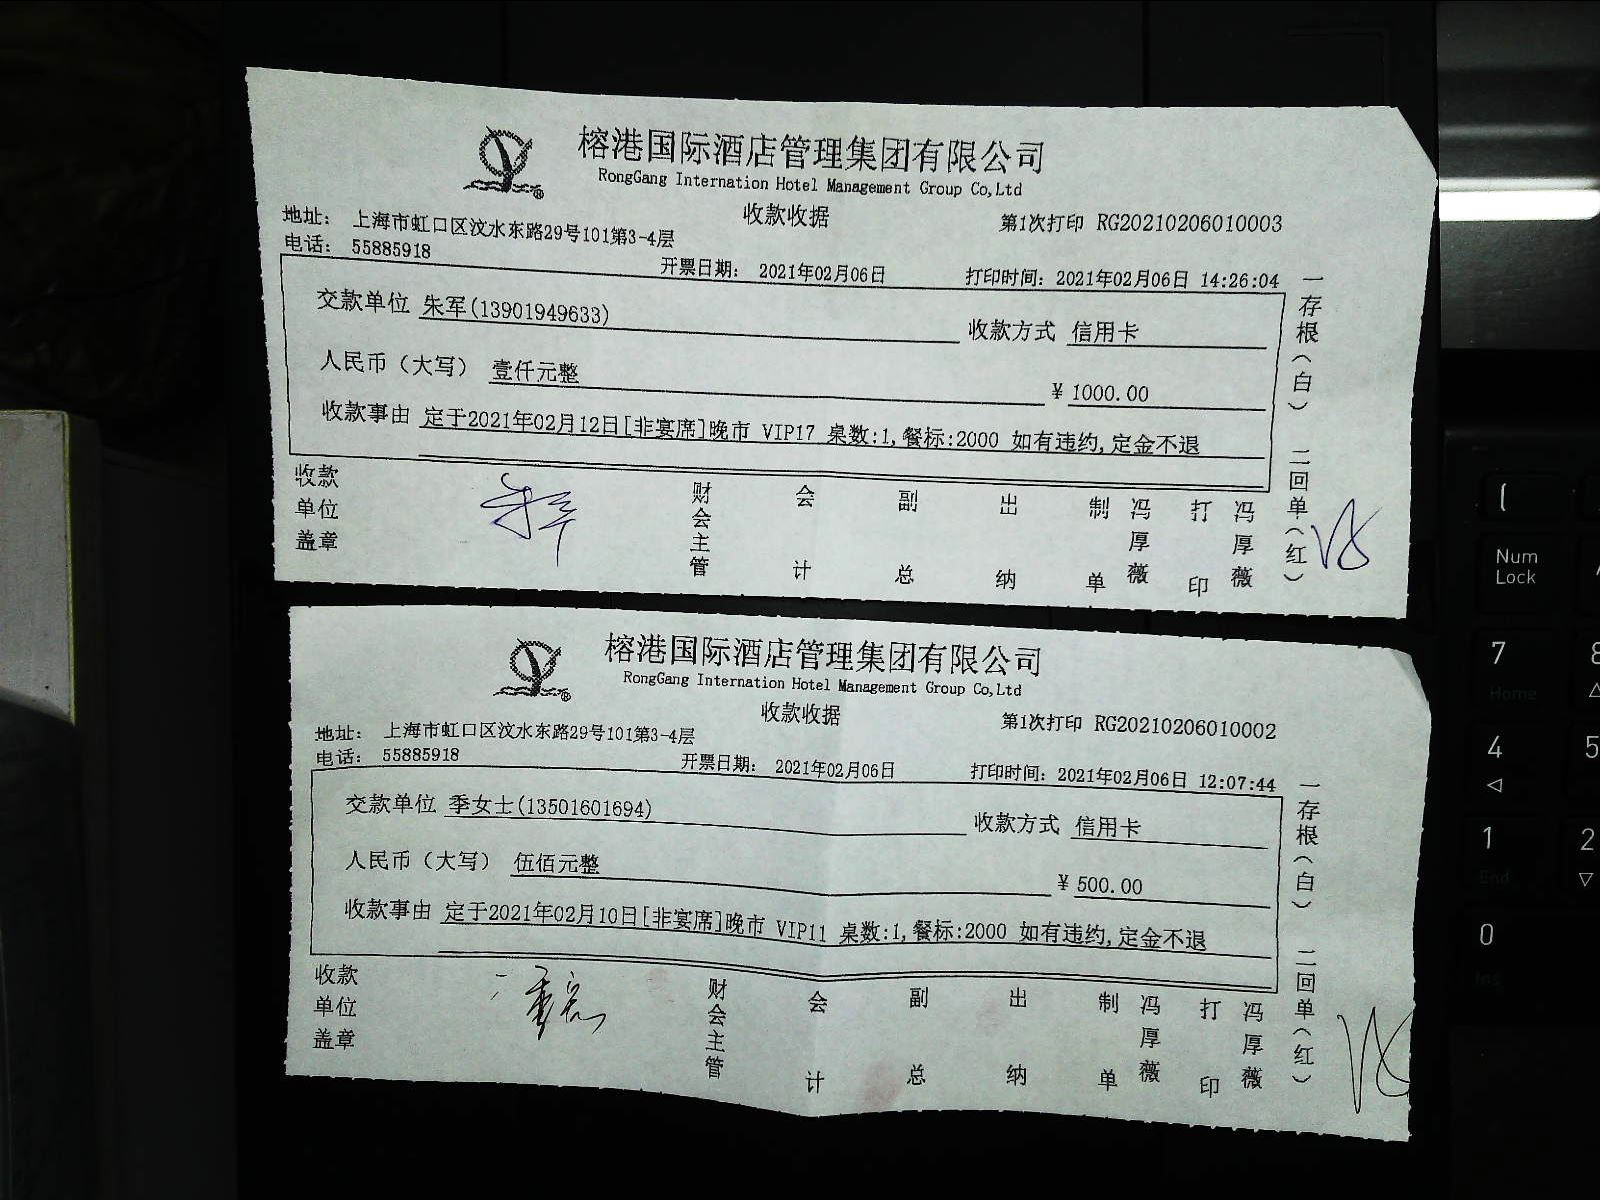 榕港国际酒店管理集团有限公司
RongGang Internation Hotel Management Group Co,Ltd
收款收据
第1次打印 RG20210206010003
地址： 上海市虹口区汶水东路29号101第3-4层
电话： 55885918
开票日期： 2021年02月06日 打印时间：2021年02月06日 14:26:04
交款单位 朱军(13901949633) 收款方式 信用卡
人民币（大写） 壹仟元整 ¥ 1000.00
收款事由 定于2021年02月12日[非宴席]晚市 VIP17 桌数:1,餐标:2000 如有违约,定金不退
收款单位盖章 财会主管 会计 副总 出纳 制单 冯厚薇 打印 冯厚薇
一存根（白） 二回单（红）
榕港国际酒店管理集团有限公司
RongGang Internation Hotel Management Group Co,Ltd
收款收据
第1次打印 RG20210206010002
地址： 上海市虹口区汶水东路29号101第3-4层
电话： 55885918
开票日期： 2021年02月06日 打印时间：2021年02月06日 12:07:44
交款单位 季女士(13501601694) 收款方式 信用卡
人民币（大写） 伍佰元整 ¥ 500.00
收款事由 定于2021年02月10日[非宴席]晚市 VIP11 桌数:1,餐标:2000 如有违约,定金不退
收款单位盖章 财会主管 会计 副总 出纳 制单 冯厚薇 打印 冯厚薇
一存根（白） 二回单（红）
(
Num
Lock
7 8
Home
4 5
1 2
End
0
Ins